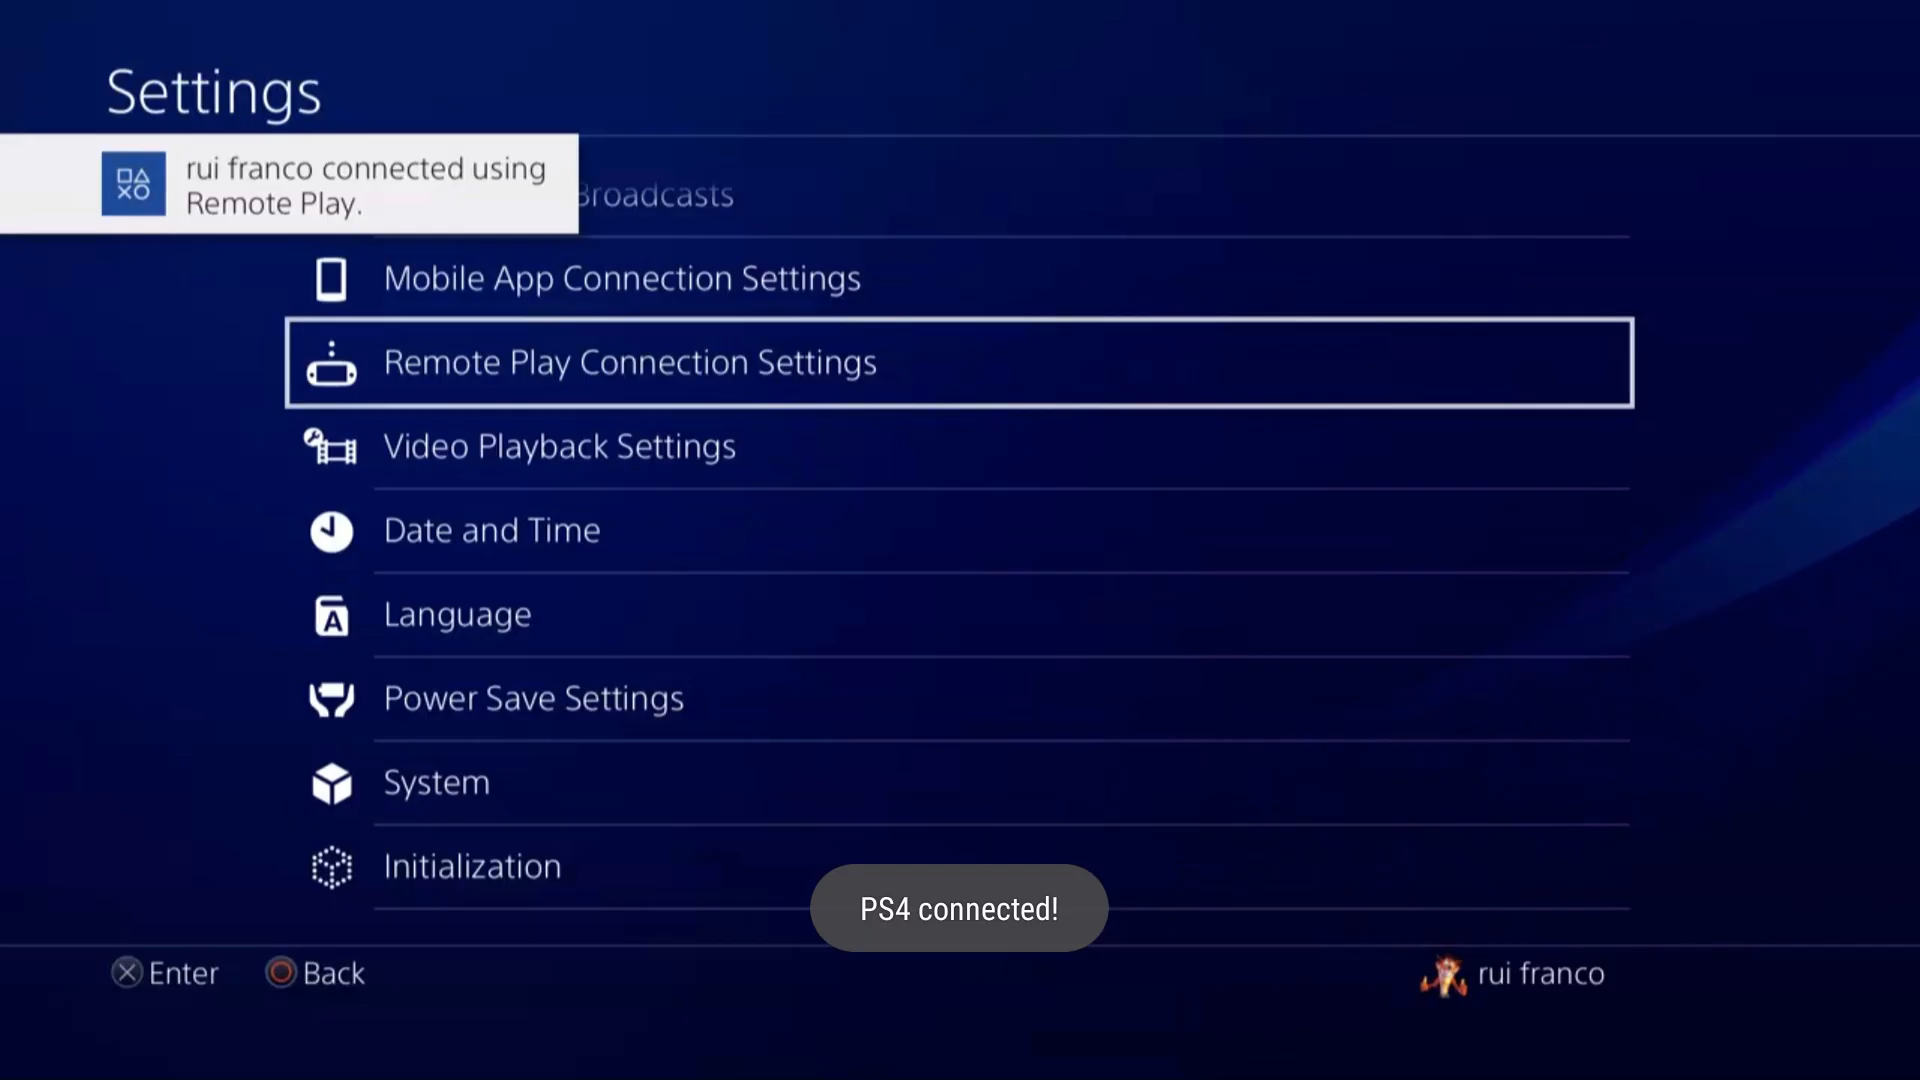 Settings
rui franco connected using
Remote Play.
Broadcasts
Mobile App Connection Settings
Remote Play Connection Settings
Video Playback Settings
Date and Time
A
Language
Power Save Settings
System
Initialization
PS4 connected!
Enter
Back
rui franco